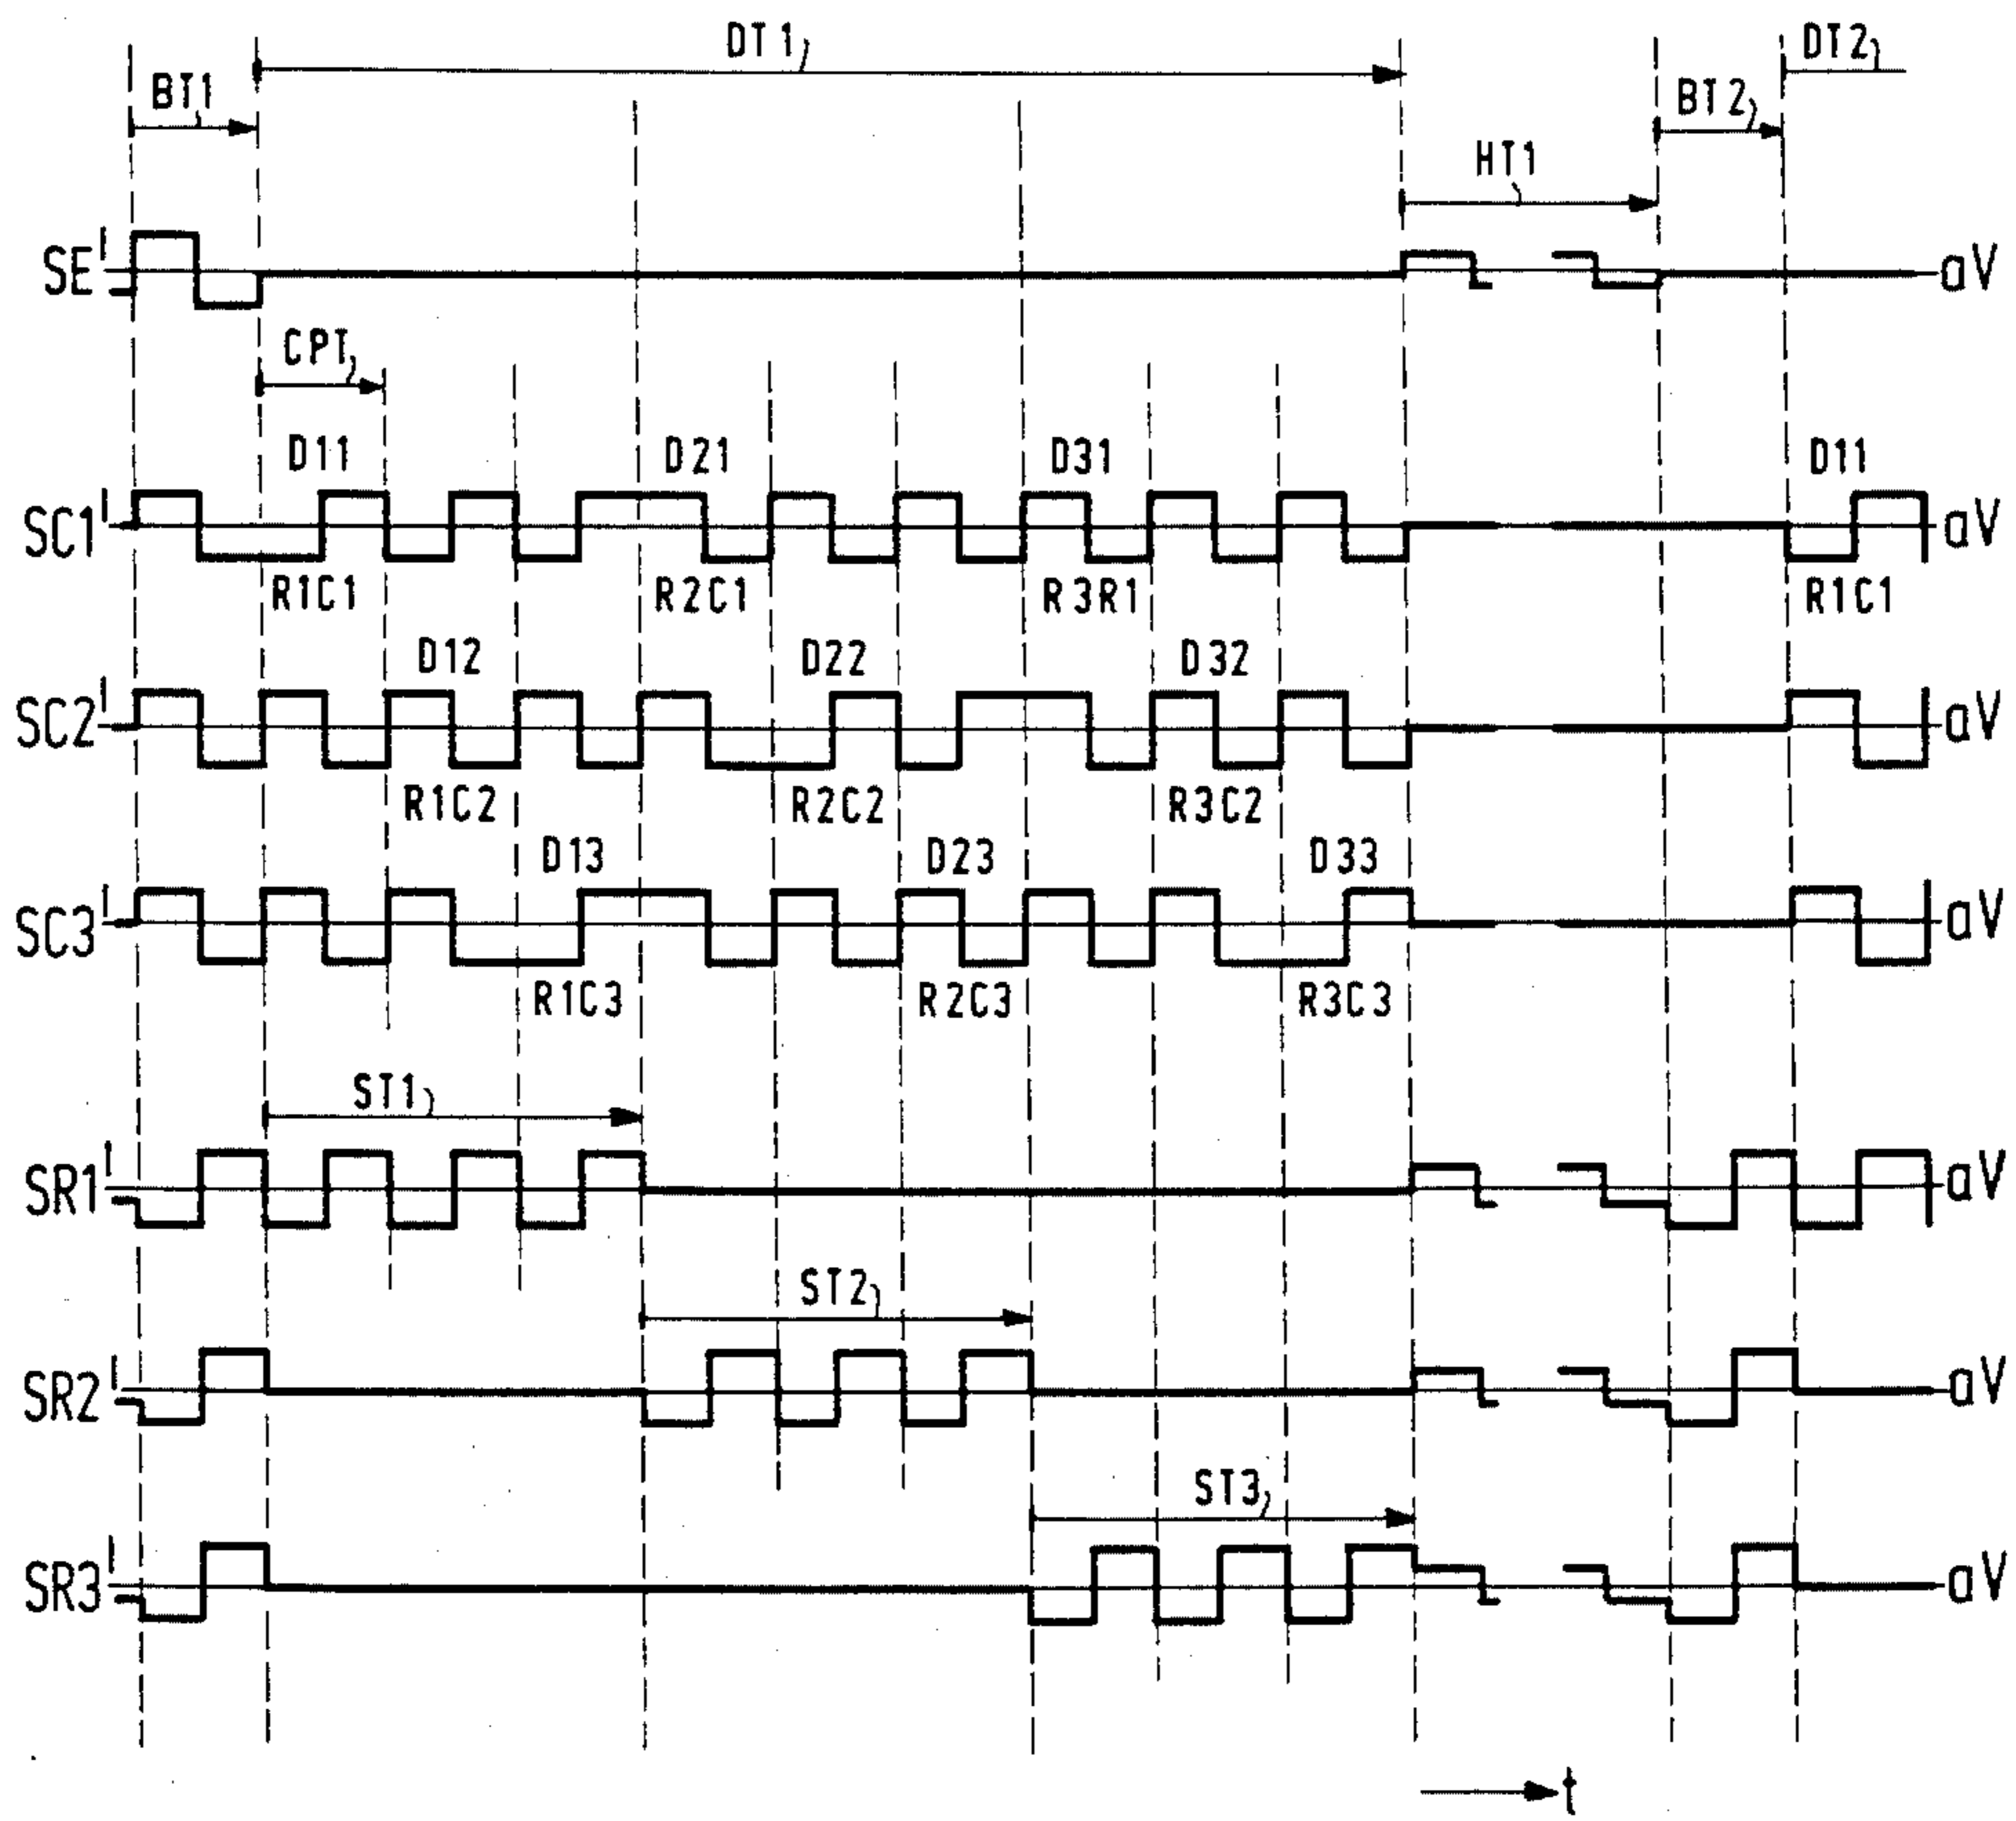 DT1
DT2
BT1
BT2
HT1
SE
aV
CPT
D11 D21 D31 D11
SC1
aV
R1C1 R2C1 R3R1 R1C1
D12 D22 D32
SC2
aV
R1C2 R2C2 R3C2
D13 D23 D33
SC3
aV
R1C3 R2C3 R3C3
ST1
SR1
aV
ST2
SR2
aV
ST3
SR3
aV
t